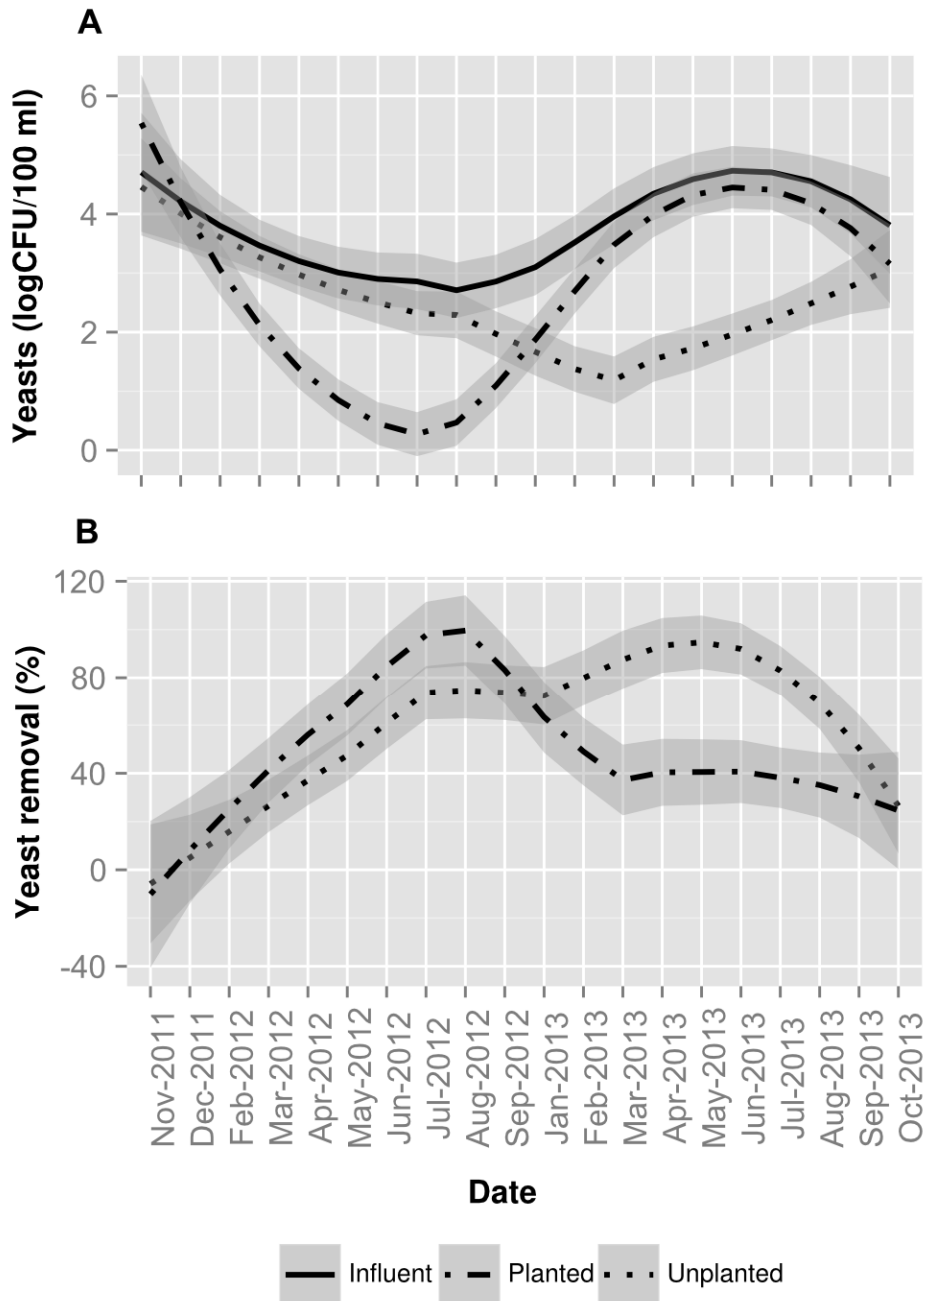 A
Yeasts (logCFU/100 ml)
6
4
2
0
B
Yeast removal (%)
120
80
40
0
-40
Nov-2011
Dec-2011
Feb-2012
Mar-2012
Apr-2012
May-2012
Jun-2012
Jul-2012
Aug-2012
Sep-2012
Jan-2013
Feb-2013
Mar-2013
Apr-2013
May-2013
Jun-2013
Jul-2013
Aug-2013
Sep-2013
Oct-2013
Date
Influent Planted Unplanted